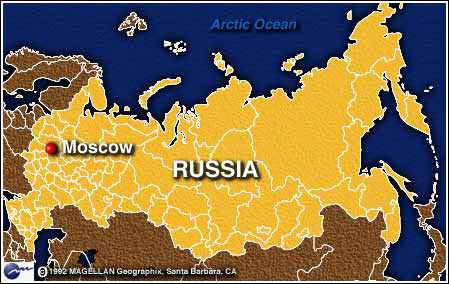 Arctic Ocean
Moscow
RUSSIA
© 1992 MAGELLAN Geographix, Santa Barbara, CA